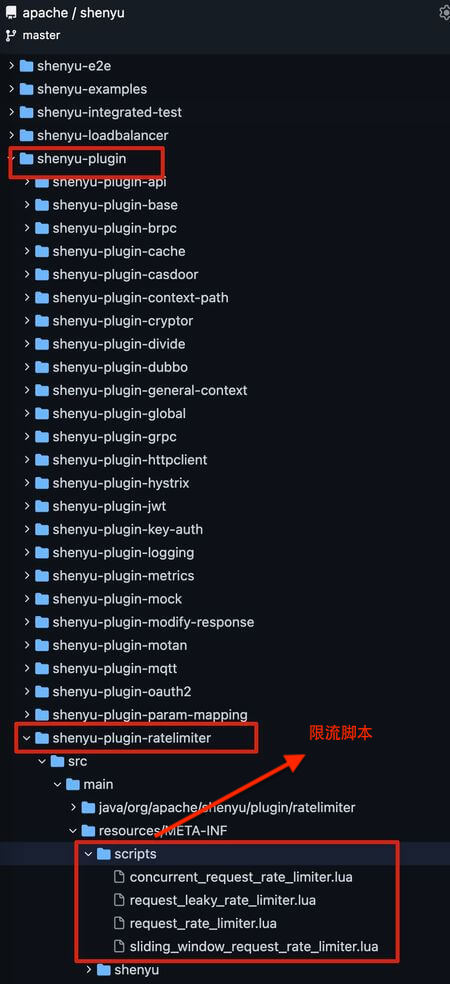 apache / shenyu
master
shenyu-e2e
shenyu-examples
shenyu-integrated-test
shenyu-loadbalancer
shenyu-plugin
shenyu-plugin-api
shenyu-plugin-base
shenyu-plugin-brpc
shenyu-plugin-cache
shenyu-plugin-casdoor
shenyu-plugin-context-path
shenyu-plugin-cryptor
shenyu-plugin-divide
shenyu-plugin-dubbo
shenyu-plugin-general-context
shenyu-plugin-global
shenyu-plugin-grpc
shenyu-plugin-httpclient
shenyu-plugin-hystrix
shenyu-plugin-jwt
shenyu-plugin-key-auth
shenyu-plugin-logging
shenyu-plugin-metrics
shenyu-plugin-mock
shenyu-plugin-modify-response
shenyu-plugin-motan
shenyu-plugin-mqtt
shenyu-plugin-oauth2
shenyu-plugin-param-mapping
shenyu-plugin-ratelimiter
限流脚本
src
main
java/org/apache/shenyu/plugin/ratelimiter
resources/META-INF
scripts
concurrent_request_rate_limiter.lua
request_leaky_rate_limiter.lua
request_rate_limiter.lua
sliding_window_request_rate_limiter.lua
shenyu